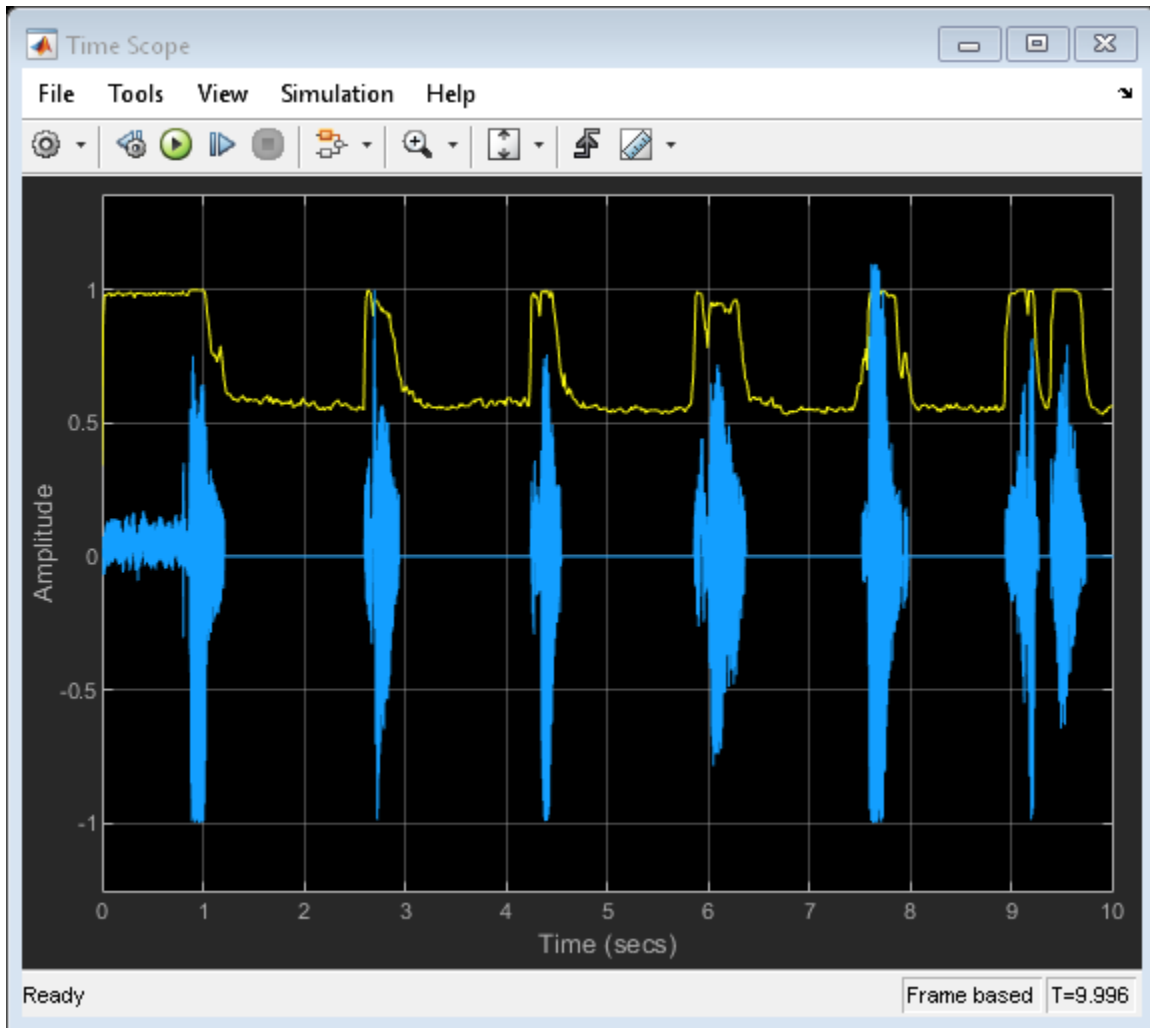 Time Scope
File Tools View Simulation Help
1
0.5
0
-0.5
-1
Amplitude
0 1 2 3 4 5 6 7 8 9 10
Time (secs)
Ready Frame based T=9.996